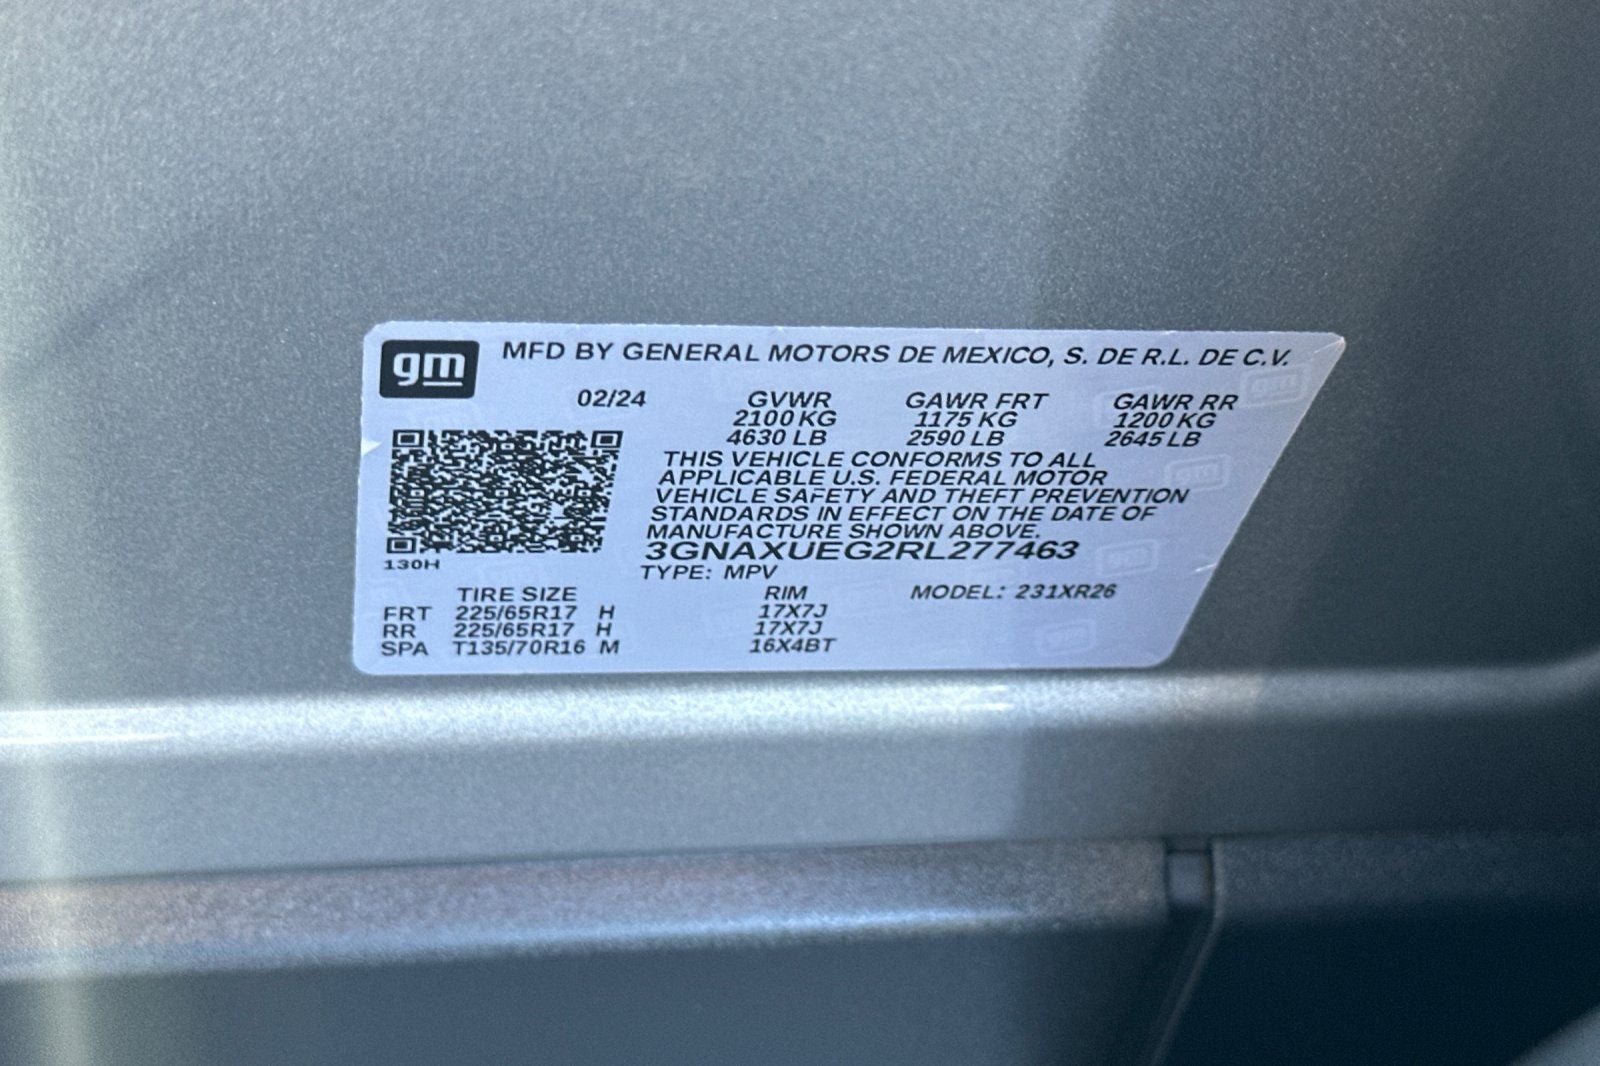 gm MFD BY GENERAL MOTORS DE MEXICO, S. DE R.L. DE C.V.
02/24 GVWR GAWR FRT GAWR RR
2100 KG 1175 KG 1200 KG
4630 LB 2590 LB 2645 LB
THIS VEHICLE CONFORMS TO ALL
APPLICABLE U.S. FEDERAL MOTOR
VEHICLE SAFETY AND THEFT PREVENTION
STANDARDS IN EFFECT ON THE DATE OF
MANUFACTURE SHOWN ABOVE.
3GNAXUEG2RL277463
130H
TYPE: MPV
TIRE SIZE RIM MODEL: 231XR26
FRT 225/65R17 H 17X7J
RR 225/65R17 H 17X7J
SPA T135/70R16 M 16X4BT